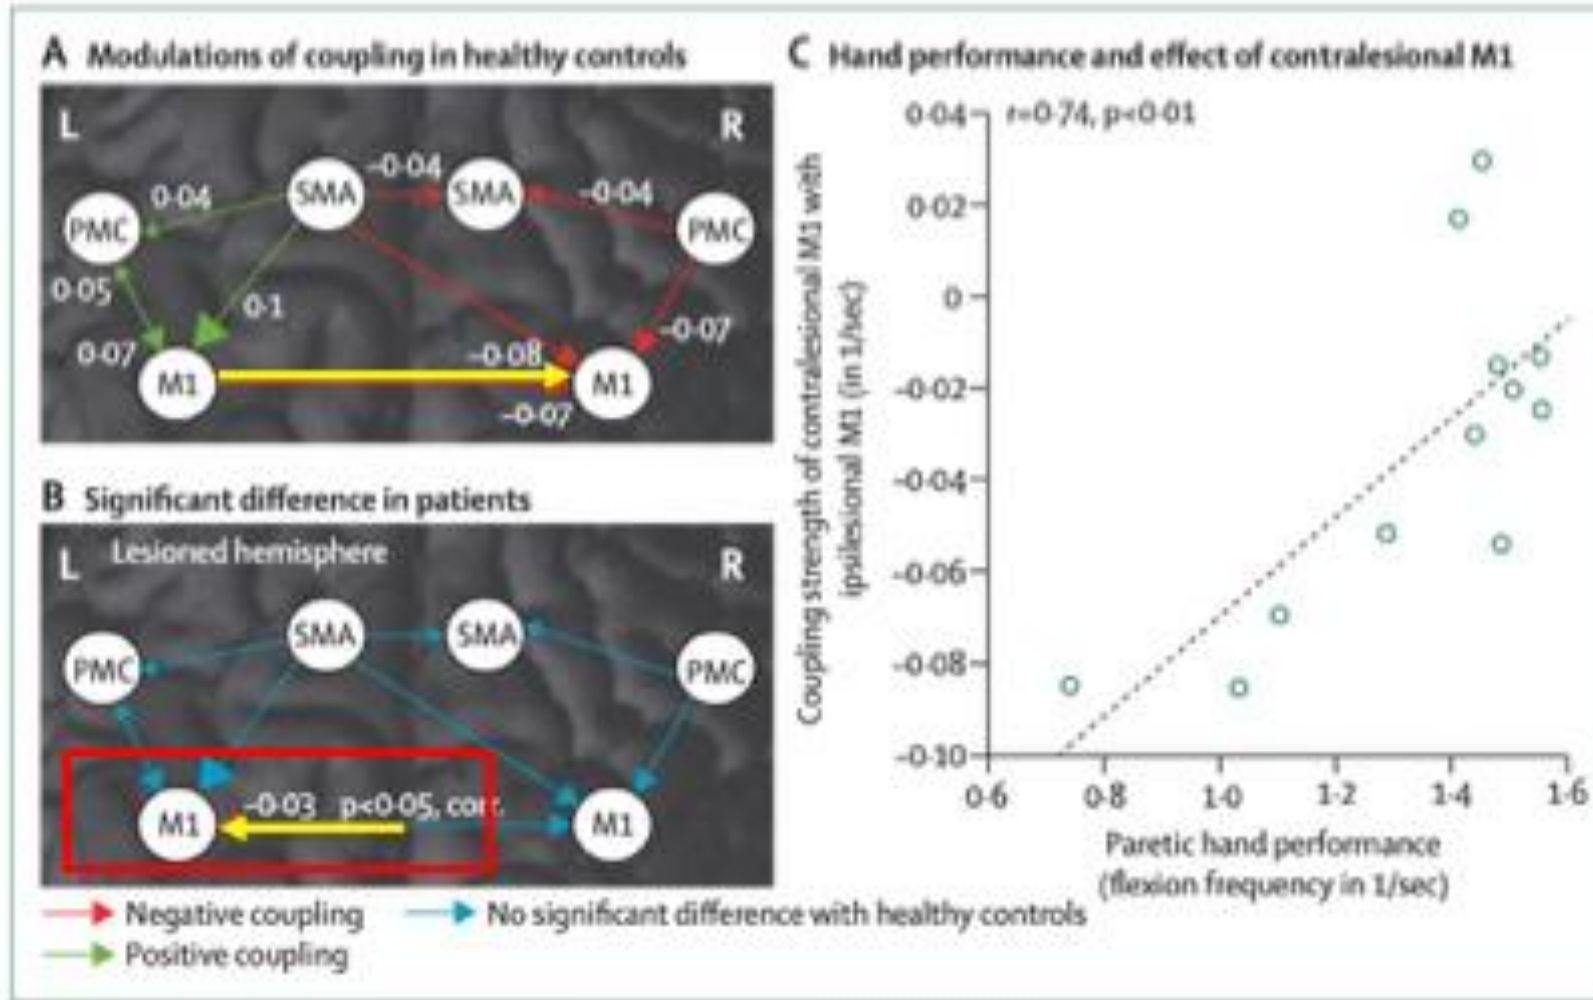 A Modulations of coupling in healthy controls
L
R
SMA
-0·04
SMA
-0·04
0·04
PMC
PMC
0·05
0·1
0·07
-0·08
-0·07
M1
M1
-0·07
B Significant difference in patients
L Lesioned hemisphere
R
SMA
SMA
PMC
PMC
-0·03 p<0·05, corr.
M1
M1
Negative coupling
No significant difference with healthy controls
Positive coupling
C Hand performance and effect of contralesional M1
r=0·74, p<0·01
Coupling strength of contralesional M1 with
ipsilesional M1 (in 1/sec)
0·04
0·02
0
-0·02
-0·04
-0·06
-0·08
-0·10
0·6 0·8 1·0 1·2 1·4 1·6
Paretic hand performance
(flexion frequency in 1/sec)